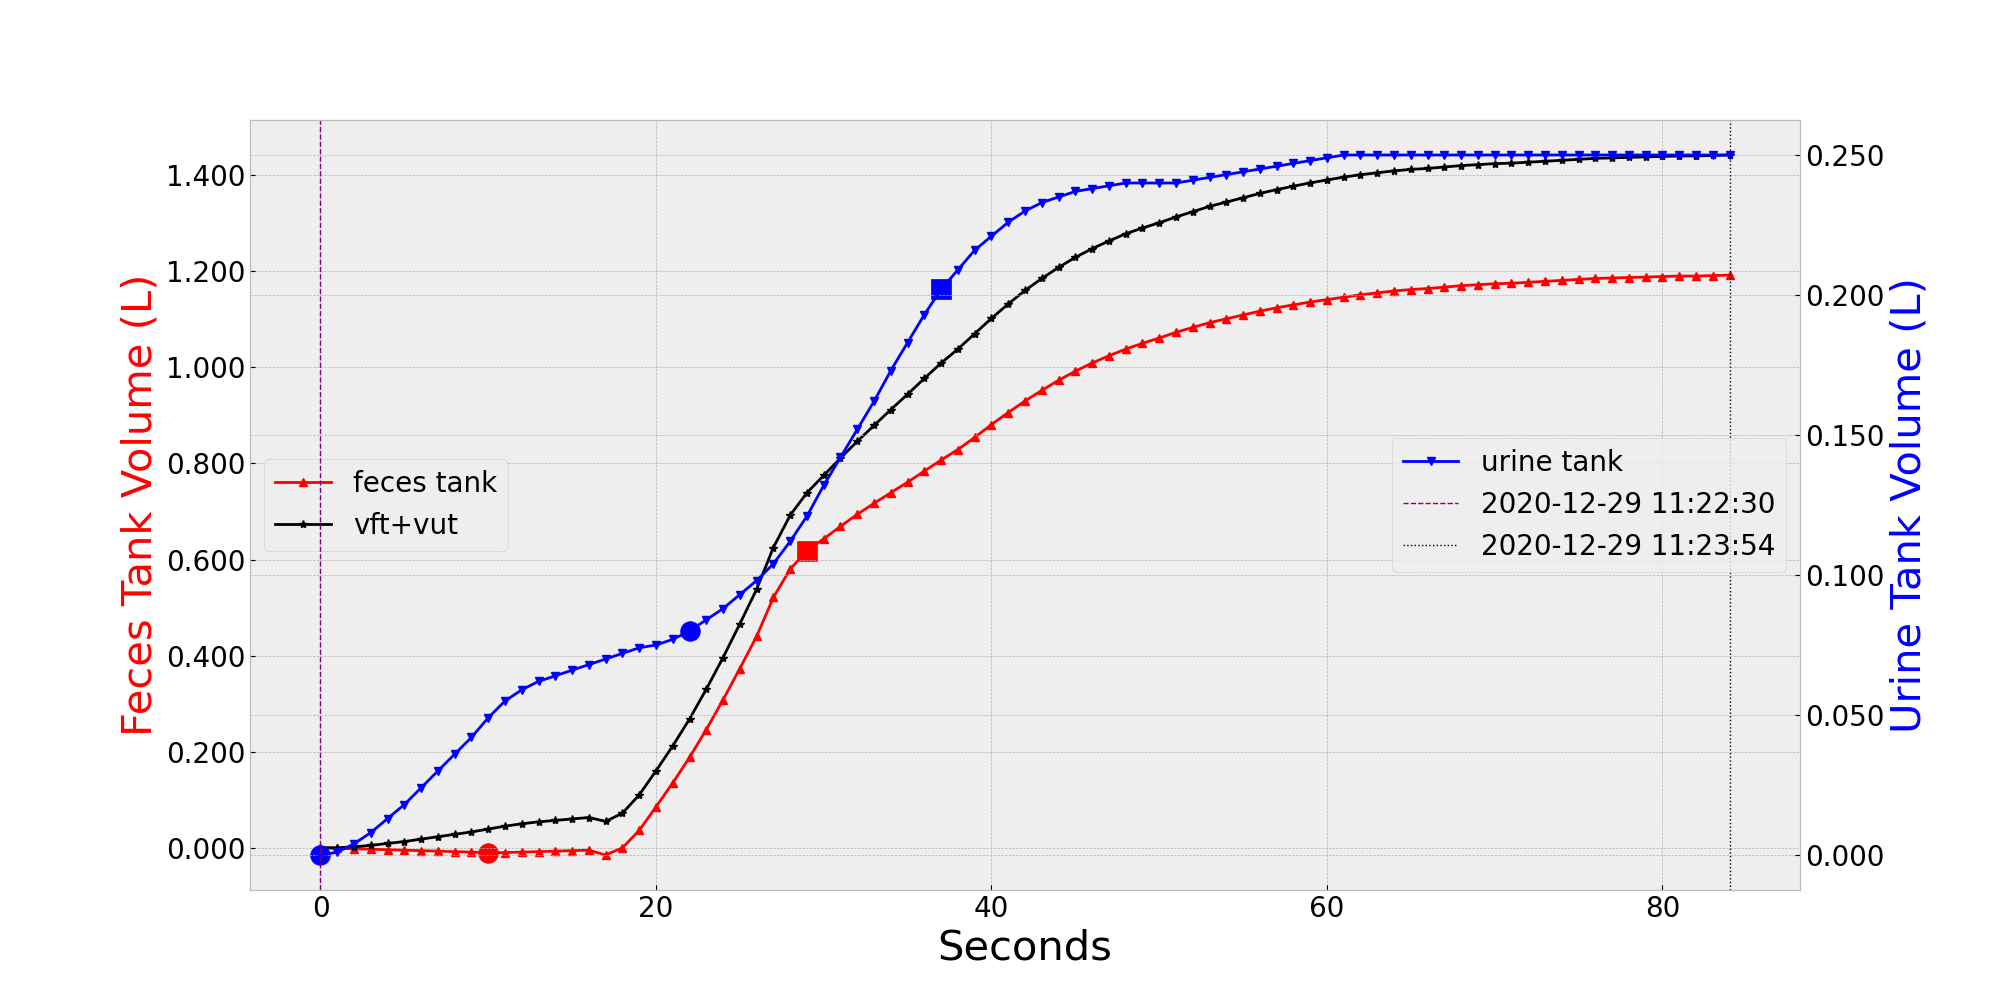 Feces Tank Volume (L)
1.400
1.200
1.000
0.800
0.600
0.400
0.200
0.000
feces tank
vft+vut
urine tank
2020-12-29 11:22:30
2020-12-29 11:23:54
0.250
0.200
0.150
0.100
0.050
0.000
Urine Tank Volume (L)
0 20 40 60 80
Seconds